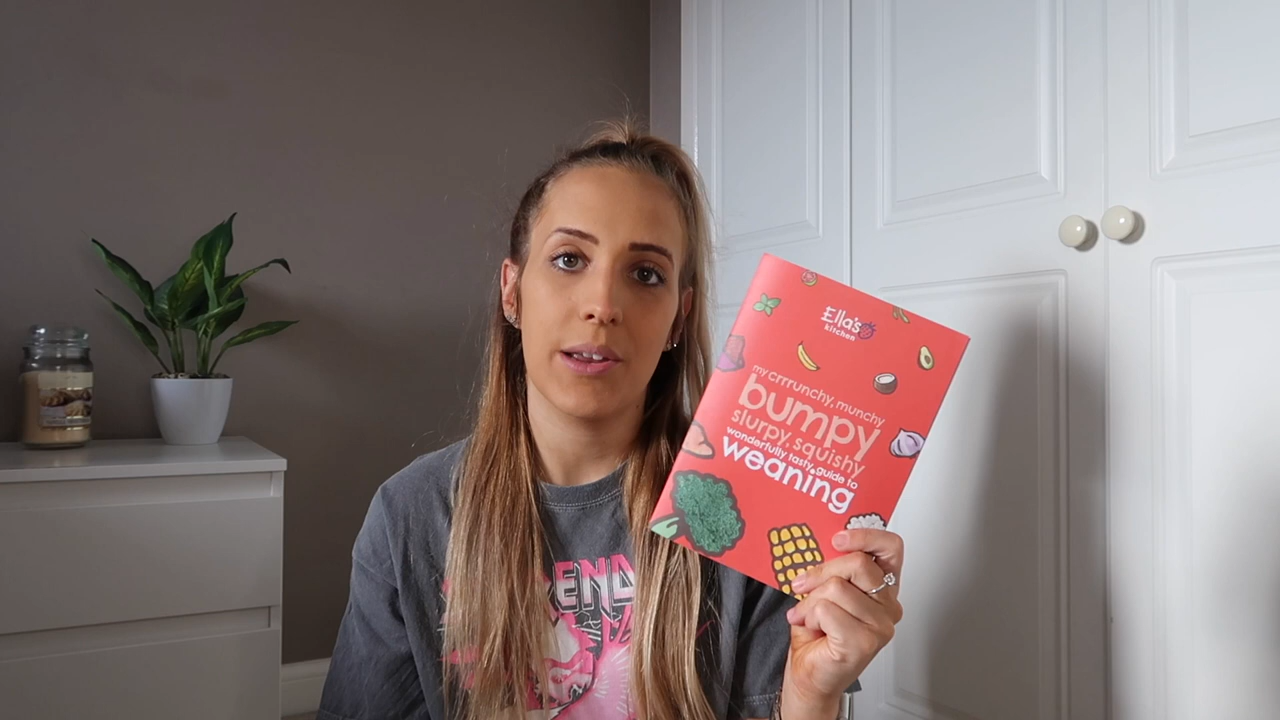 Ella's
kitchen
my crrrunchy, munchy
bumpy
slurpy, squishy
wonderfully tasty guide to
weaning